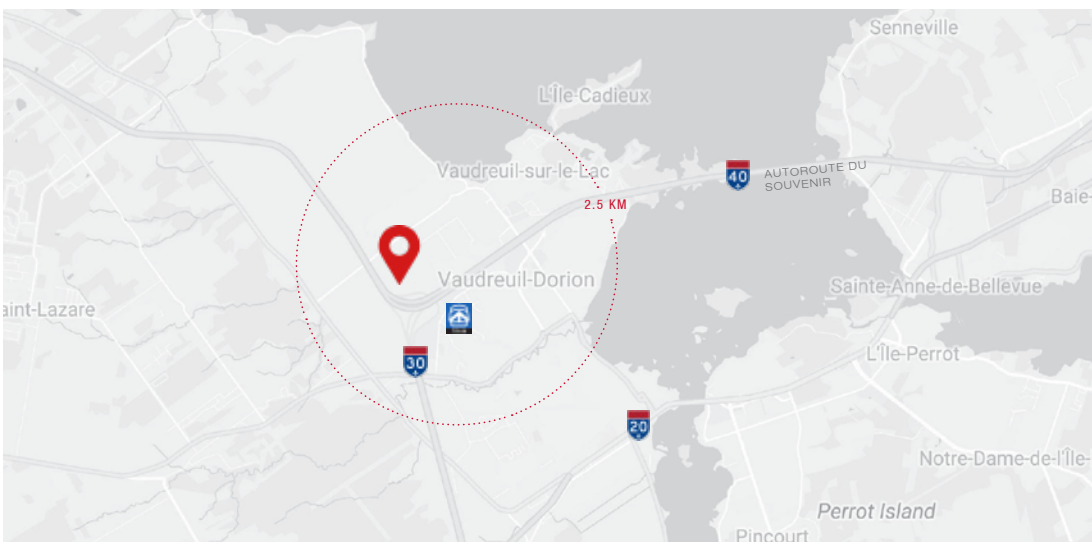 Senneville
L'Île-Cadieux
Vaudreuil-sur-le-Lac
40
AUTOROUTE DU
SOUVENIR
Baie-
2.5 KM
Vaudreuil-Dorion
Sainte-Anne-de-Bellevue
aint-Lazare
30
L'Île-Perrot
20
Notre-Dame-de-l'Île-
Perrot Island
Pincourt